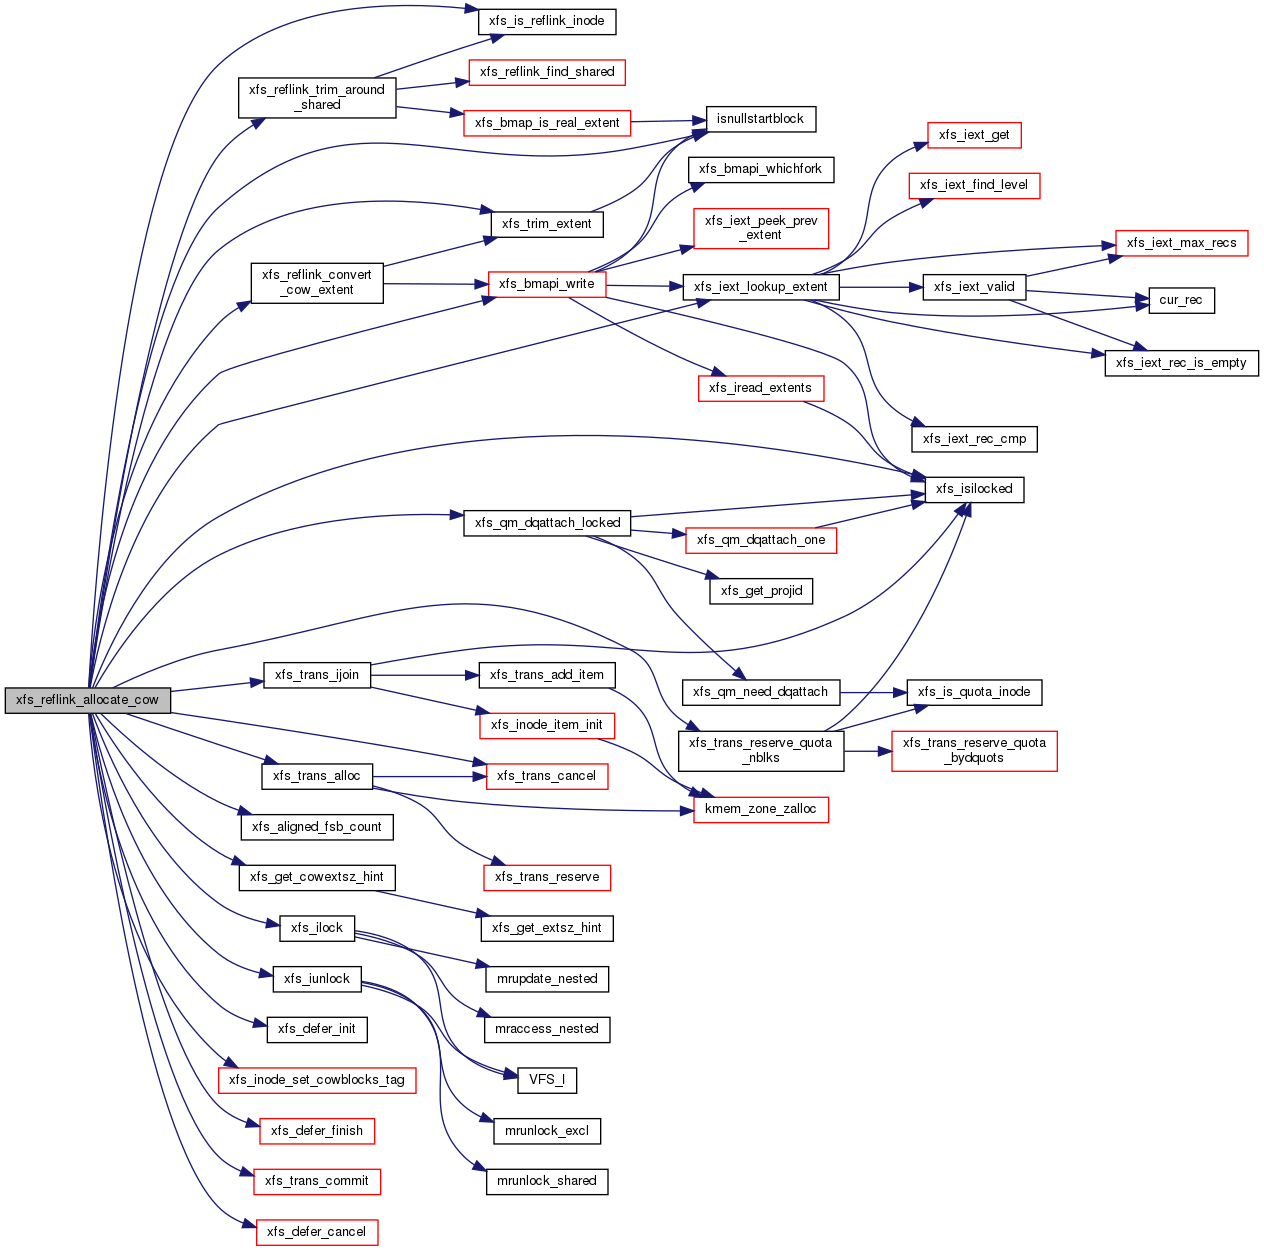 xfs_is_reflink_inode
xfs_reflink_find_shared
xfs_reflink_trim_around
_shared
xfs_bmap_is_real_extent
isnullstartblock
xfs_iext_get
xfs_bmapi_whichfork
xfs_iext_find_level
xfs_trim_extent
xfs_iext_peek_prev
_extent
xfs_iext_max_recs
xfs_reflink_convert
_cow_extent
xfs_bmapi_write
xfs_iext_lookup_extent
xfs_iext_valid
cur_rec
xfs_iext_rec_is_empty
xfs_iread_extents
xfs_iext_rec_cmp
xfs_isilocked
xfs_qm_dqattach_locked
xfs_qm_dqattach_one
xfs_get_projid
xfs_trans_ijoin
xfs_trans_add_item
xfs_qm_need_dqattach
xfs_is_quota_inode
xfs_reflink_allocate_cow
xfs_inode_item_init
xfs_trans_reserve_quota
_nblks
xfs_trans_reserve_quota
_bydquots
xfs_trans_alloc
xfs_trans_cancel
kmem_zone_zalloc
xfs_aligned_fsb_count
xfs_get_cowextsz_hint
xfs_trans_reserve
xfs_ilock
xfs_get_extsz_hint
xfs_iunlock
mrupdate_nested
xfs_defer_init
mraccess_nested
xfs_inode_set_cowblocks_tag
VFS_I
xfs_defer_finish
mrunlock_excl
xfs_trans_commit
mrunlock_shared
xfs_defer_cancel